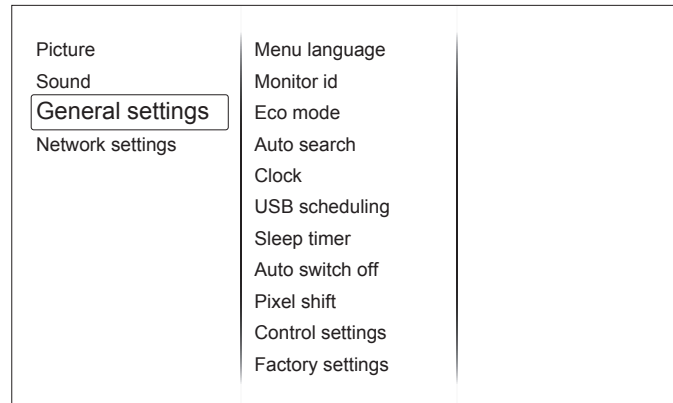 Picture
Sound
General settings
Network settings
Menu language
Monitor id
Eco mode
Auto search
Clock
USB scheduling
Sleep timer
Auto switch off
Pixel shift
Control settings
Factory settings